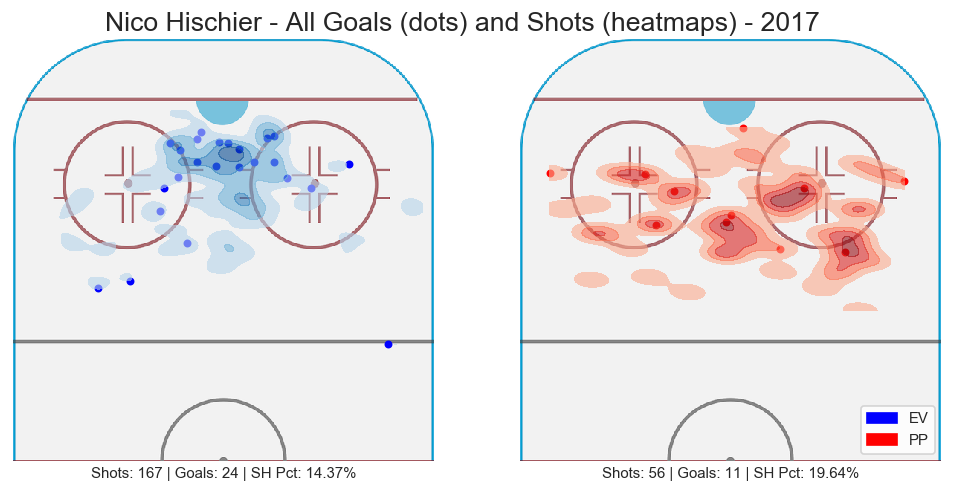 Nico Hischier - All Goals (dots) and Shots (heatmaps) - 2017
EV
PP
Shots: 167 | Goals: 24 | SH Pct: 14.37%
Shots: 56 | Goals: 11 | SH Pct: 19.64%